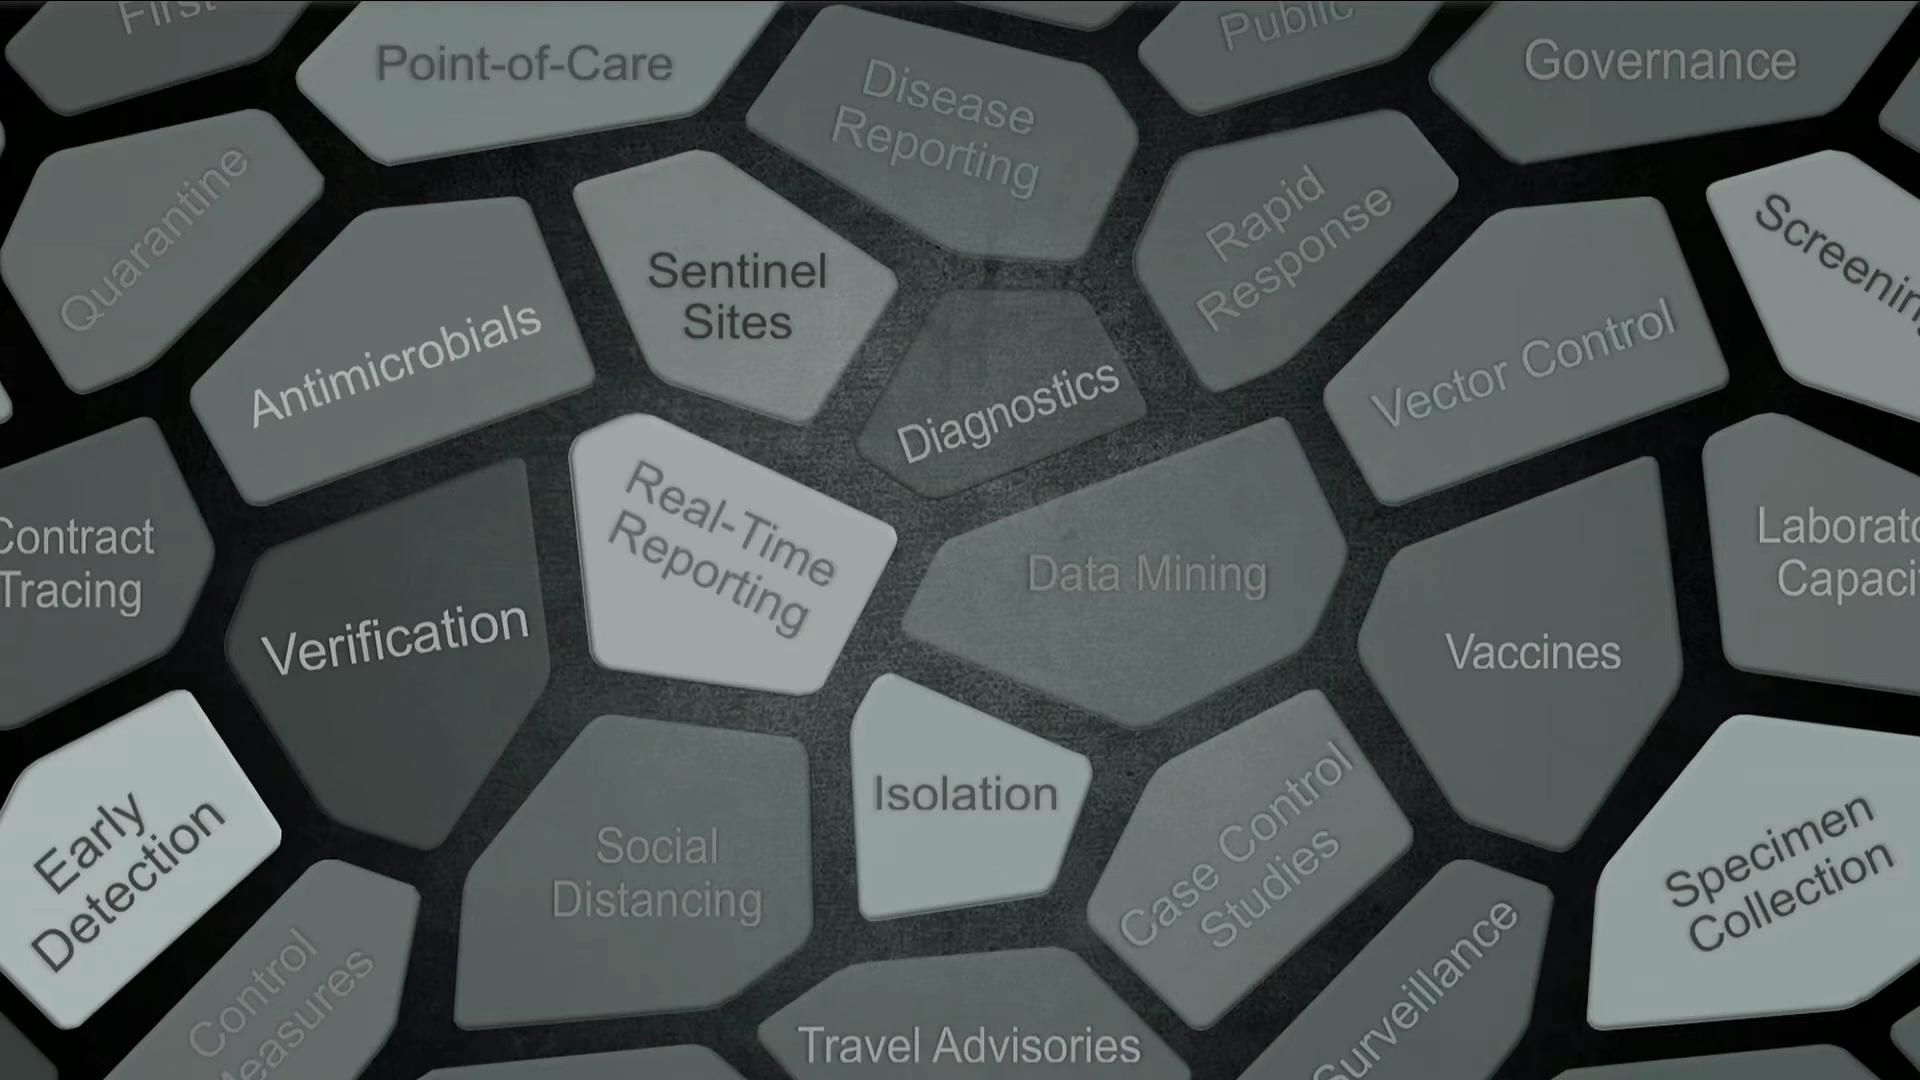 First
Point-of-Care
Disease
Reporting
Public
Governance
Quarantine
Antimicrobials
Sentinel
Sites
Rapid
Response
Diagnostics
Vector Control
Contract
Tracing
Verification
Real-Time
Reporting
Data Mining
Vaccines
Early
Detection
Social
Distancing
Isolation
Case Control
Studies
Specimen
Collection
Control
Travel Advisories
Surveillance